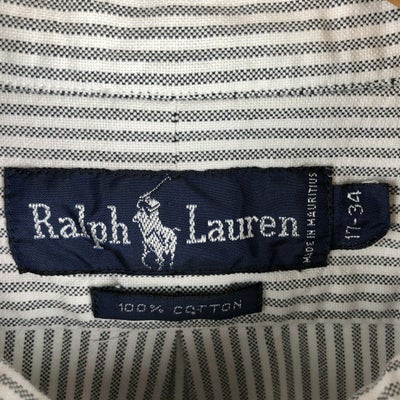 Ralph Lauren
MADE IN MAURITIUS
17-34
100% COTTON